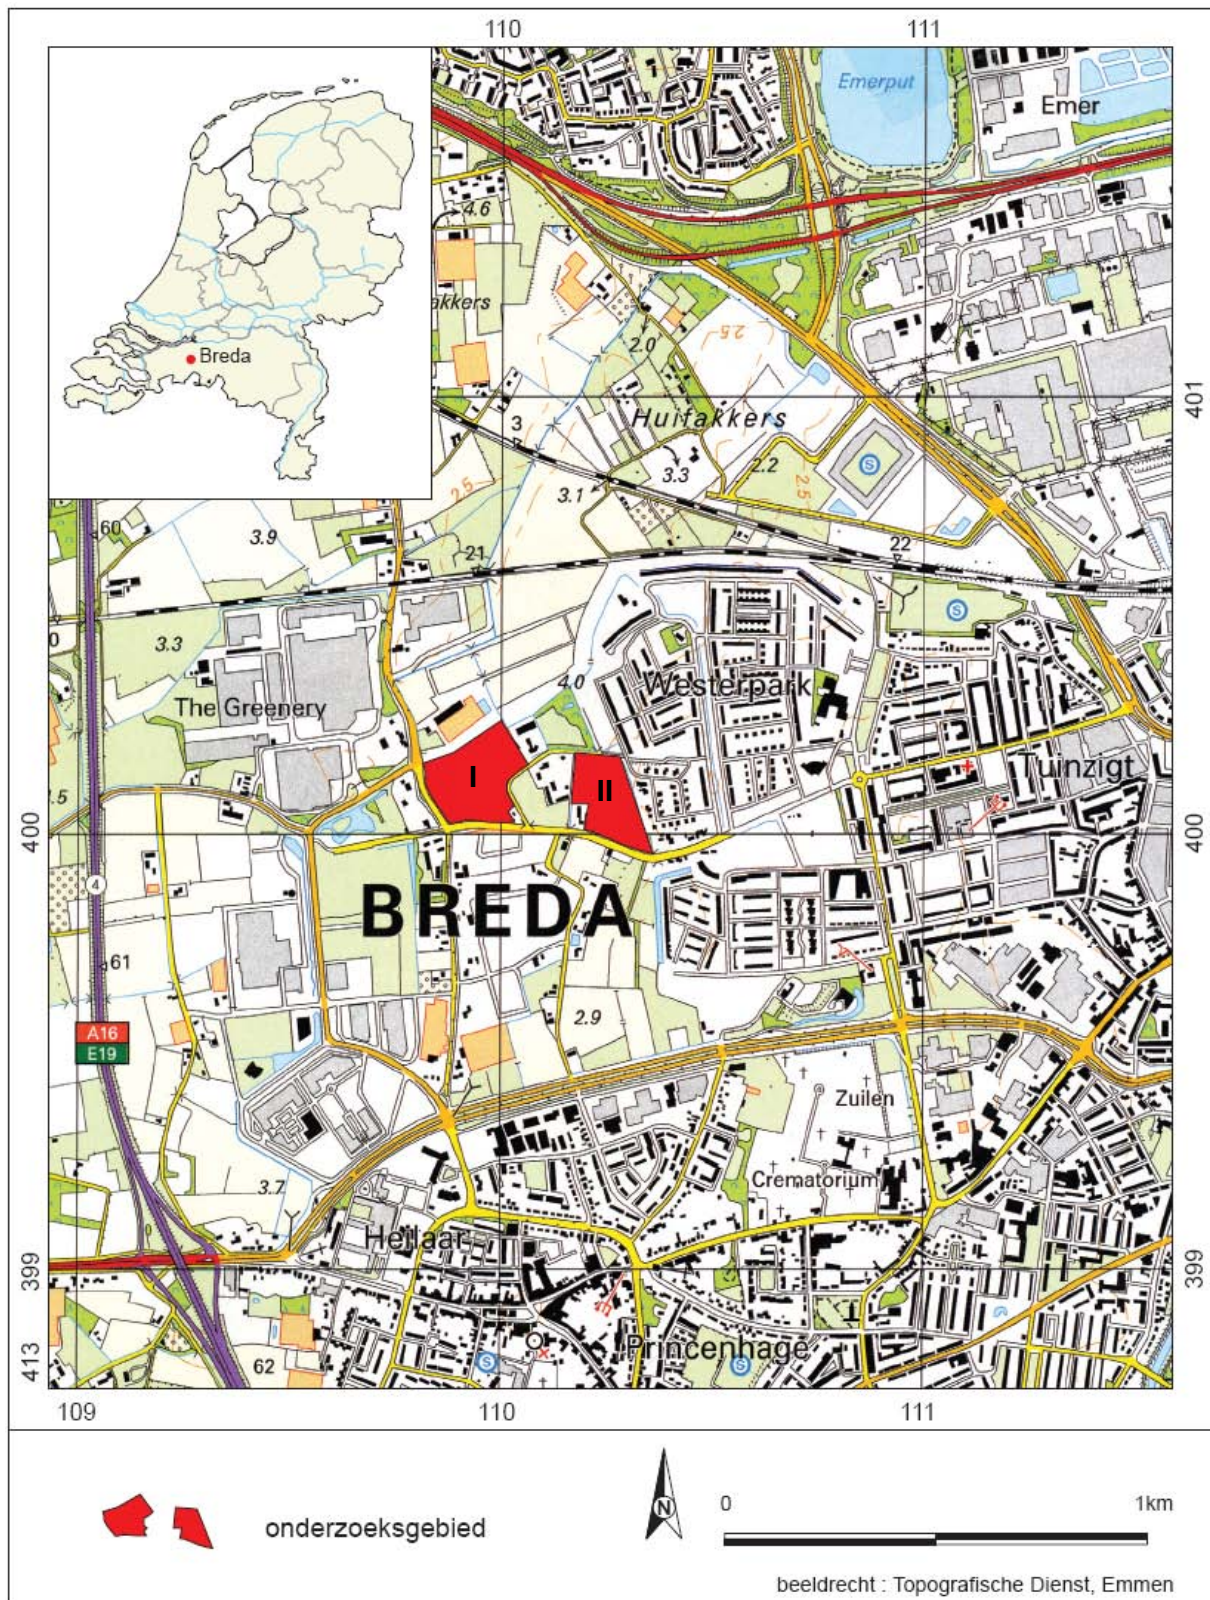 110
111
Emerput
Emer
4.6
akkers
2.5
2.0
Breda
401
Huifakkers
3
3.3
2.2
3.1
2.5
2.5
S
60
3.9
21
22
S
3.3
4.0
Westerpark
The Greenery
I
II
Tuinzigt
.5
400
400
4
BREDA
61
2.9
A16
E19
Zuilen
Crematorium
3.7
Heilaar
399
399
Princenhage
S
S
413
62
109
110
111
onderzoeksgebied
N
0
1km
beeldrecht : Topografische Dienst, Emmen